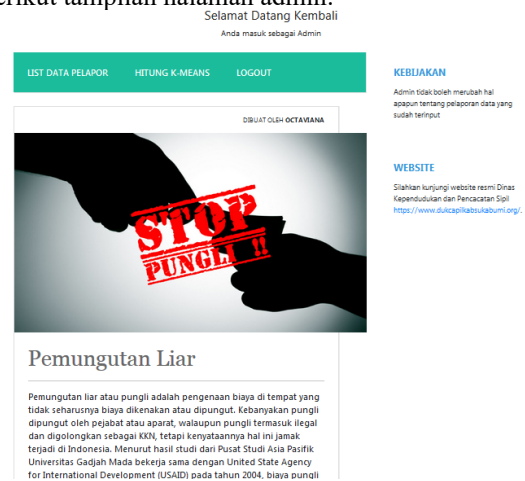 erikut tampilan halaman admin.
Selamat Datang Kembali
Anda masuk sebagai Admin
LIST DATA PELAPOR HITUNG K-MEANS LOGOUT
DIBUAT OLEH OCTAVIANA
STOP
PUNGLI !!
Pemungutan Liar
Pemungutan liar atau pungli adalah pengenaan biaya di tempat yang
tidak seharusnya biaya dikenakan atau dipungut. Kebanyakan pungli
dipungut oleh pejabat atau aparat, walaupun pungli termasuk ilegal
dan digolongkan sebagai KKN, tetapi kenyataannya hal ini jamak
terjadi di Indonesia. Menurut hasil studi dari Pusat Studi Asia Pasifik
Universitas Gadjah Mada bekerja sama dengan United State Agency
for International Development (USAID) pada tahun 2004, biaya pungli
KEBIJAKAN
Admin tidak boleh merubah hal
apapun tentang pelaporan data yang
sudah terinput
WEBSITE
Silahkan kunjungi website resmi Dinas
Kependudukan dan Pencacatan Sipil
https://www.dukcapilkabsukabumi.org/.